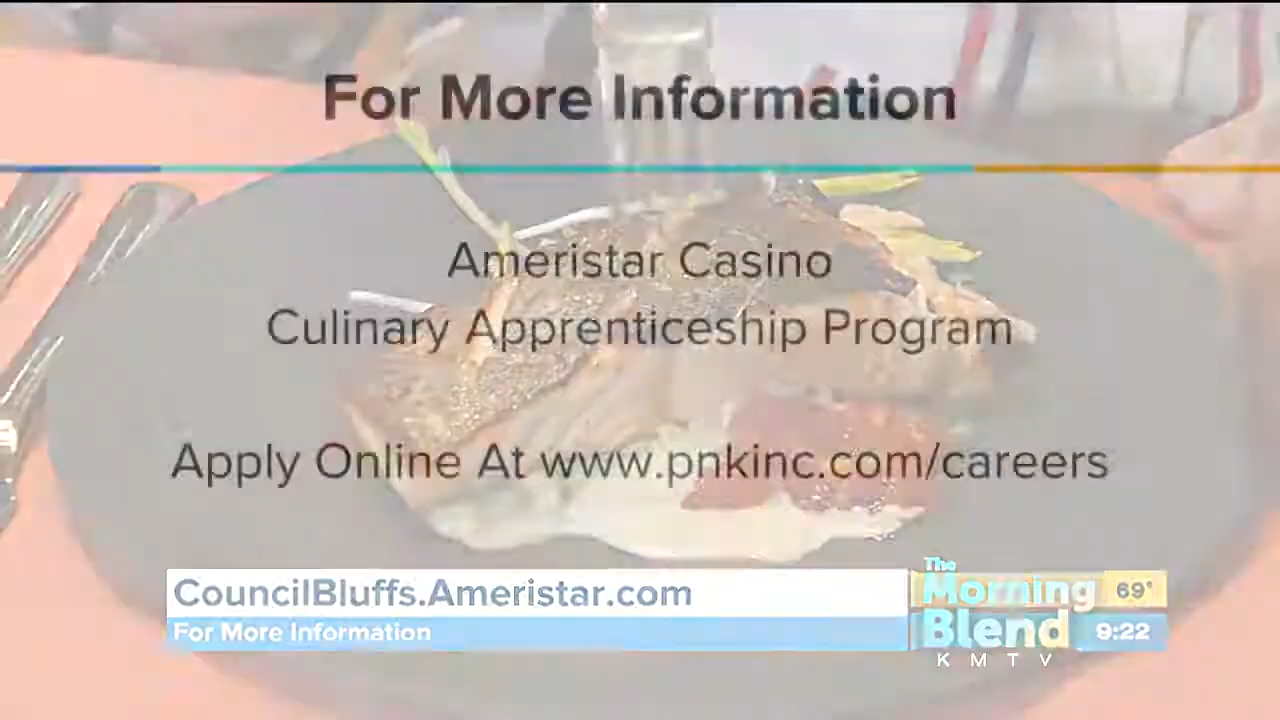 For More Information
Ameristar Casino
Culinary Apprenticeship Program
Apply Online At www.pnkinc.com/careers
CouncilBluffs.Ameristar.com
For More Information
The
Morning
Blend
KMTV
69°
9:22